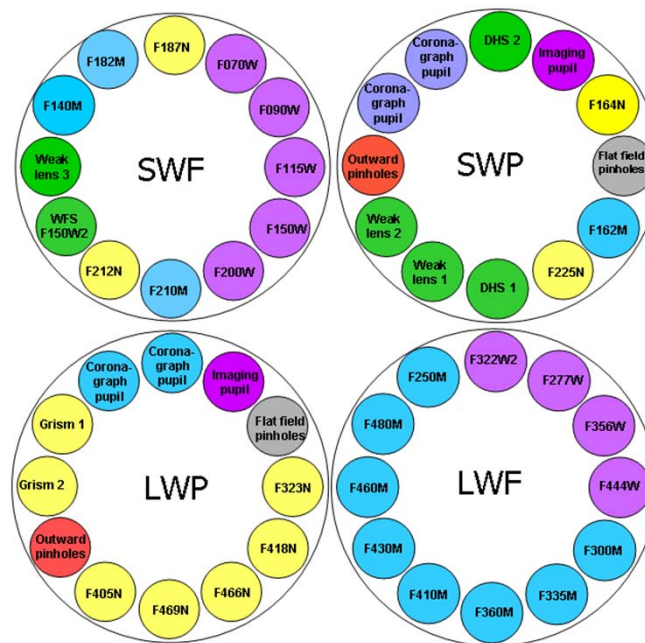 F187N
F070W
F090W
F115W
F150W
F200W
F210M
F212N
WFS
F150W2
Weak
lens 3
F140M
F182M
SWF
DHS 2
Imaging
pupil
F164N
Flat field
pinholes
F162M
F225N
DHS 1
Weak
lens 1
Weak
lens 2
Outward
pinholes
Corona-
graph
pupil
Corona-
graph
pupil
SWP
Corona-
graph
pupil
Imaging
pupil
Flat field
pinholes
F323N
F418N
F466N
F469N
F405N
Outward
pinholes
Grism 2
Grism 1
Corona-
graph
pupil
LWP
F322W2
F277W
F356W
F444W
F300M
F335M
F360M
F410M
F430M
F460M
F480M
F250M
LWF